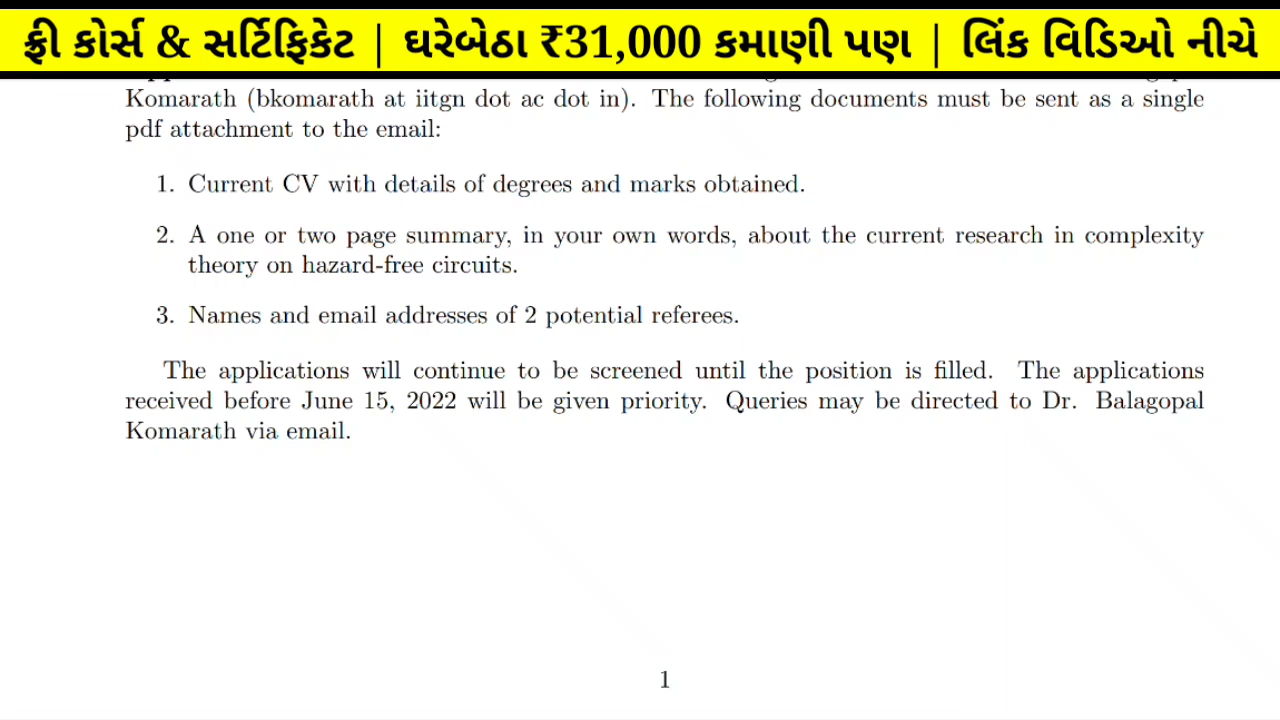 ફ્રી કોર્સ & સર્ટિફિકેટ | ઘરેબેઠા ₹31,000 કમાણી પણ | લિંક વિડિઓ નીચે
Komarath (bkomarath at iitgn dot ac dot in). The following documents must be sent as a single
pdf attachment to the email:
1. Current CV with details of degrees and marks obtained.
2. A one or two page summary, in your own words, about the current research in complexity
theory on hazard-free circuits.
3. Names and email addresses of 2 potential referees.
The applications will continue to be screened until the position is filled. The applications
received before June 15, 2022 will be given priority. Queries may be directed to Dr. Balagopal
Komarath via email.
1